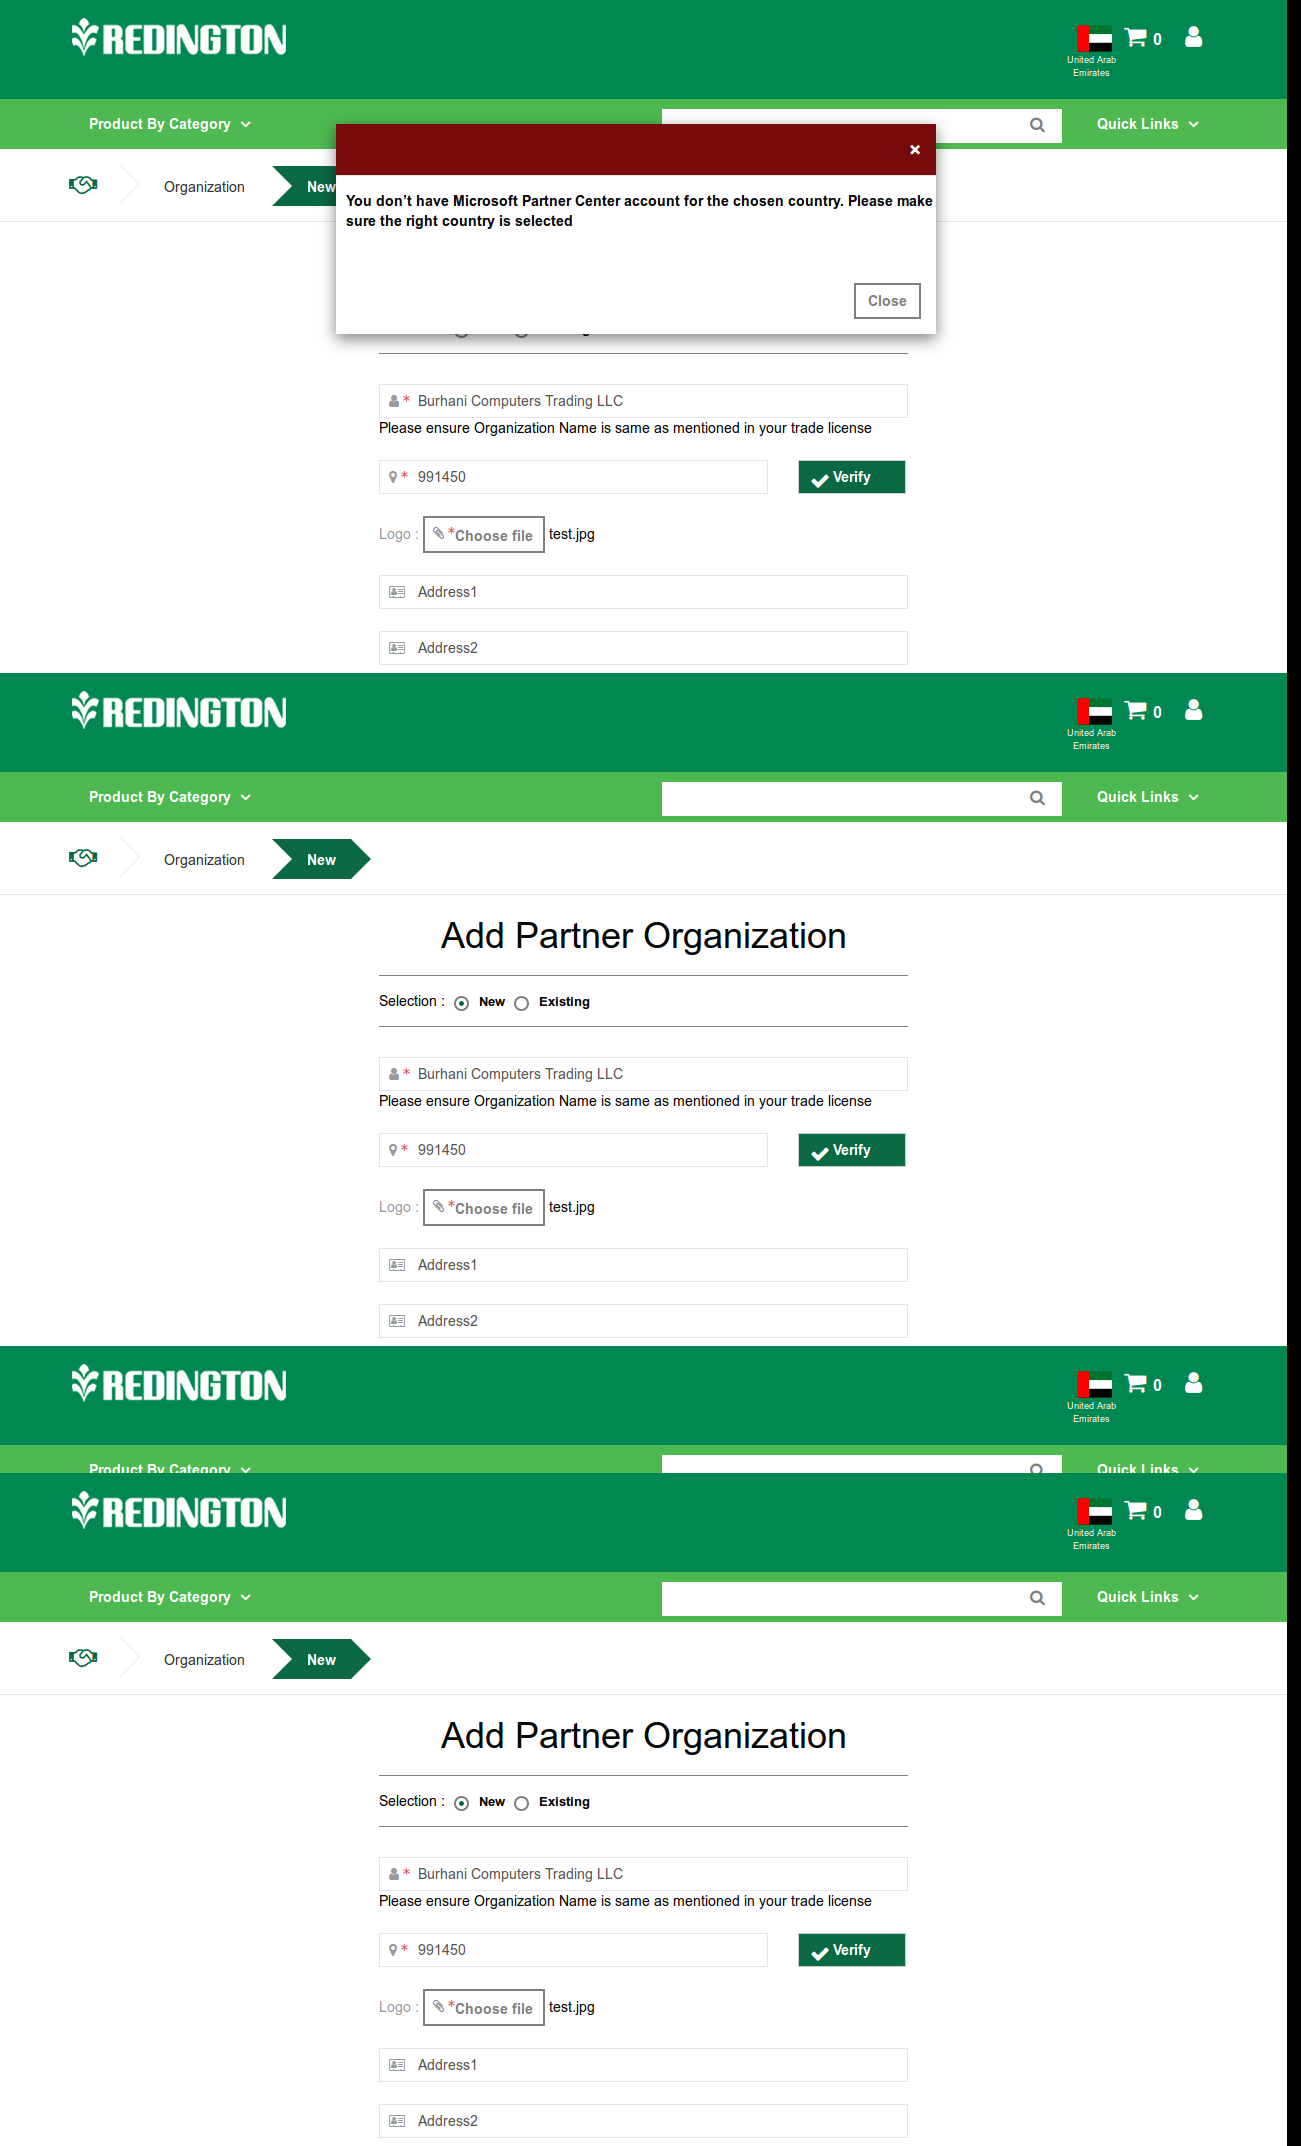 REDINGTON
United Arab
Emirates
0
Product By Category
Quick Links
×
Organization
New
You don’t have Microsoft Partner Center account for the chosen country. Please make
sure the right country is selected
Close
* Burhani Computers Trading LLC
Please ensure Organization Name is same as mentioned in your trade license
* 991450
Verify
Logo : *Choose file test.jpg
Address1
Address2
REDINGTON
United Arab
Emirates
0
Product By Category
Quick Links
Organization
New
Add Partner Organization
Selection : New Existing
* Burhani Computers Trading LLC
Please ensure Organization Name is same as mentioned in your trade license
* 991450
Verify
Logo : *Choose file test.jpg
Address1
Address2
REDINGTON
United Arab
Emirates
0
Product By Category
Quick Links
REDINGTON
United Arab
Emirates
0
Product By Category
Quick Links
Organization
New
Add Partner Organization
Selection : New Existing
* Burhani Computers Trading LLC
Please ensure Organization Name is same as mentioned in your trade license
* 991450
Verify
Logo : *Choose file test.jpg
Address1
Address2